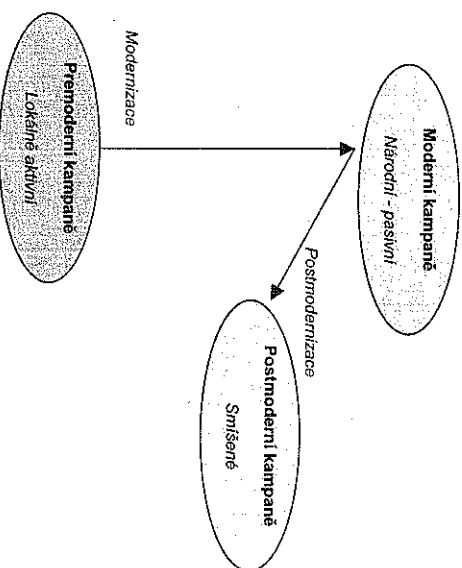 Moderní kampaně
Národní - pasivní
Postmodernizace
Modernizace
Postmoderní kampaně
Smíšené
Premoderní kampaně
Lokálně aktivní